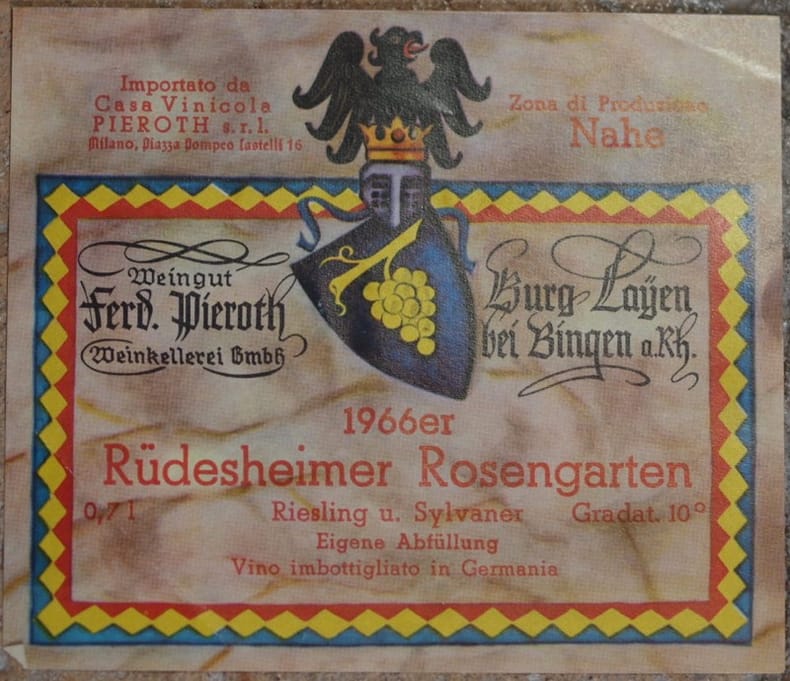 Importato da
Casa Vinicola
PIEROTH s.r.l.
Milano, Piazza Pompeo Castelli 16
Zona di Produzione
Nahe
Weingut
Ferd. Pieroth
Weinkellerei GmbH
Burg Layen
bei Bingen a.Rh.
1966er
Rüdesheimer Rosengarten
0,7 l
Riesling u. Sylvaner
Gradat. 10°
Eigene Abfüllung
Vino imbottigliato in Germania